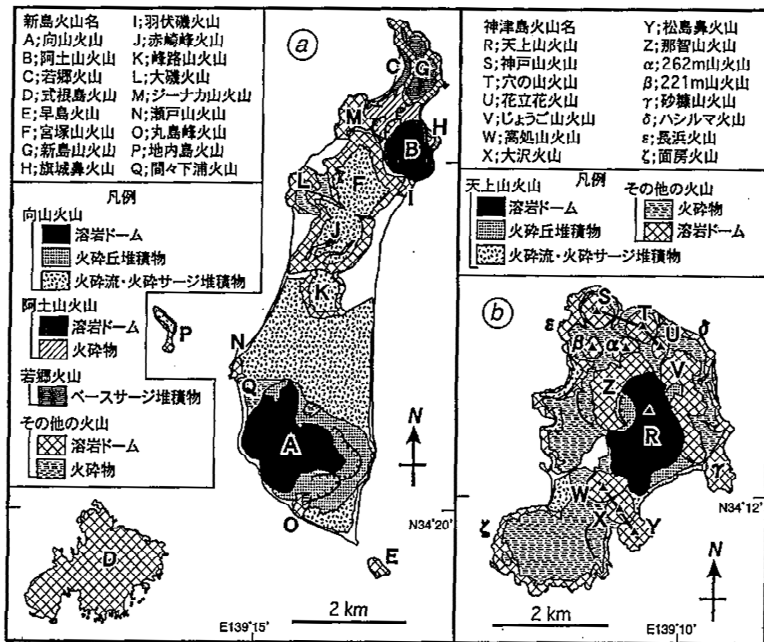 新島火山名
A;向山火山
B;阿土山火山
C;若郷火山
D;式根島火山
E;早島火山
F;宮塚山火山
G;新島山火山
H;旗城鼻火山
I;羽伏磯火山
J;赤崎峰火山
K;峰路山火山
L;大磯火山
M;ジーナカ山火山
N;瀬戸山火山
O;丸島峰火山
P;地内島火山
Q;間々下浦火山
凡例
向山火山
溶岩ドーム
火砕丘堆積物
火砕流・火砕サージ堆積物
阿土山火山
溶岩ドーム
火砕物
若郷火山
ベースサージ堆積物
その他の火山
溶岩ドーム
火砕物
a
C
G
M
H
B
F
I
L
J
K
P
N
Q
A
O
E
D
N
N34°20'
E139°15'
2 km
神津島火山名
R;天上山火山
S;神戸山火山
T;穴の山火山
U;花立花火山
V;じょうご山火山
W;高処山火山
X;大沢火山
Y;松島鼻火山
Z;那智山火山
α;262m山火山
β;221m山火山
γ;砂糠山火山
δ;ハシルマ火山
ε;長浜火山
ζ;面房火山
凡例
天上山火山
溶岩ドーム
火砕丘堆積物
火砕流・火砕サージ堆積物
その他の火山
火砕物
溶岩ドーム
b
S
T
ε
U
δ
β
α
V
Z
R
γ
W
X
Y
ζ
N34°12'
N
2 km
E139°10'